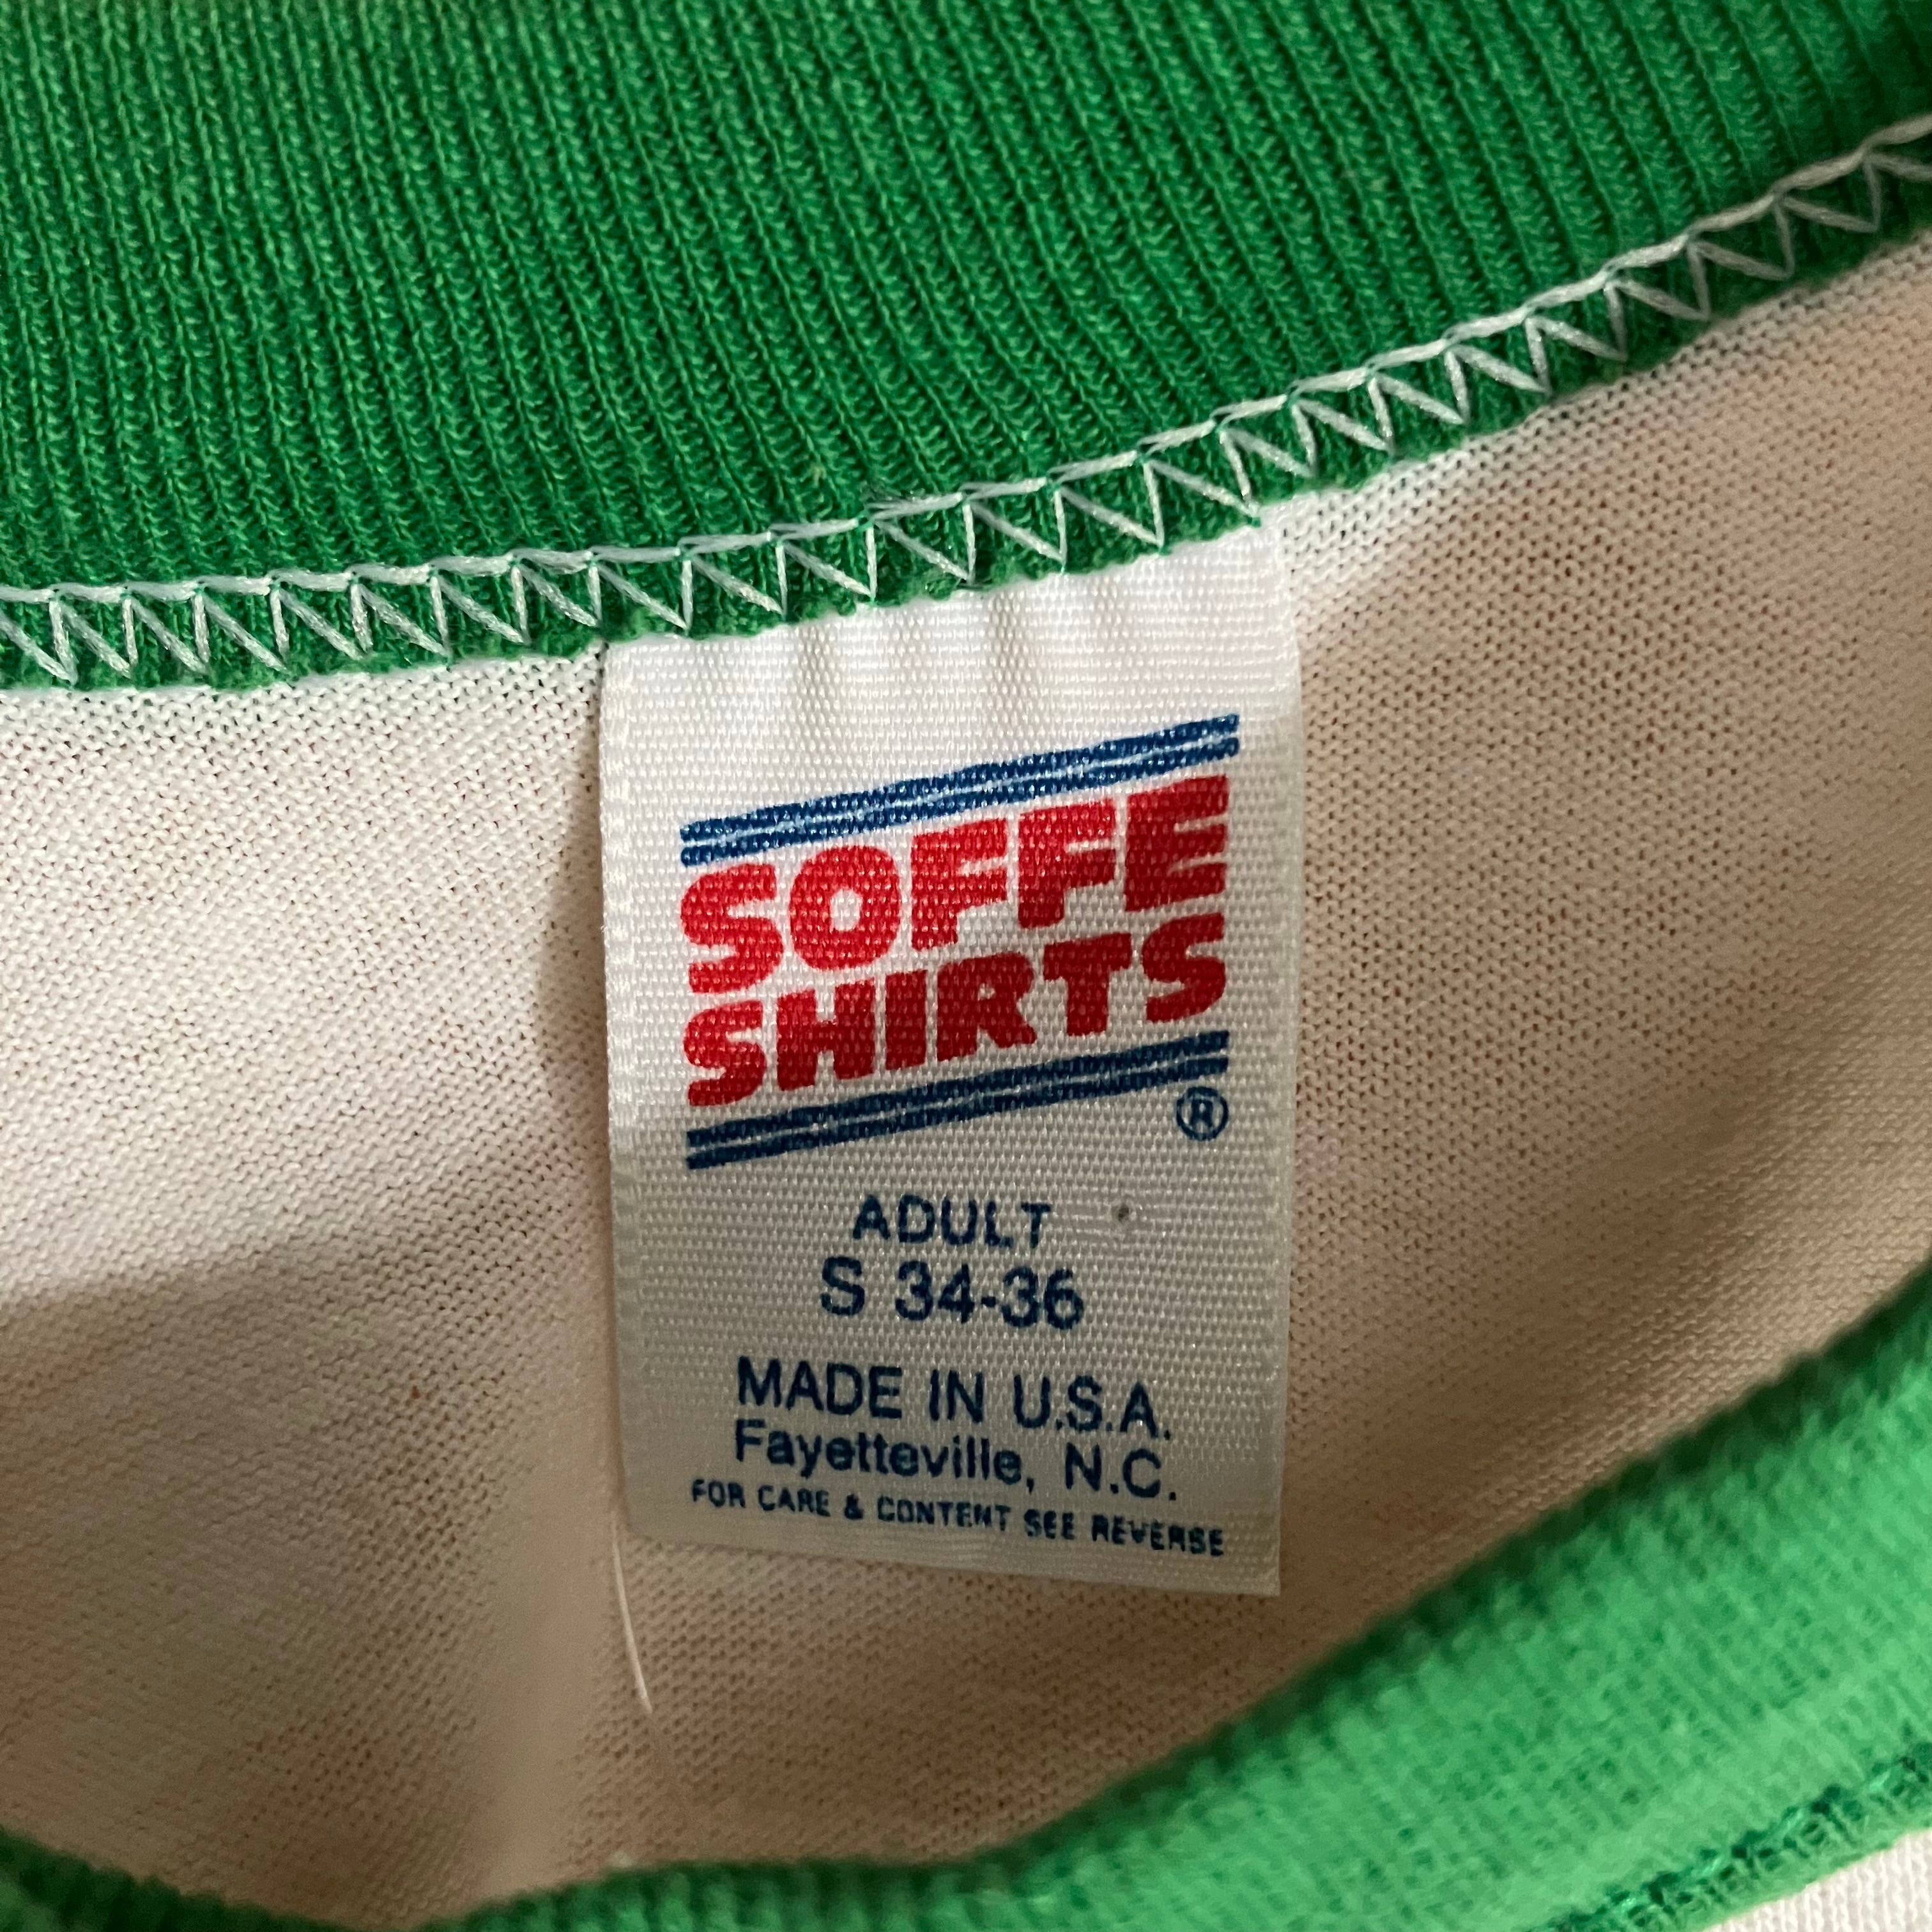 SOFFE
SHIRTS
®
ADULT
S 34-36
MADE IN U.S.A.
Fayetteville, N.C.
FOR CARE & CONTENT SEE REVERSE